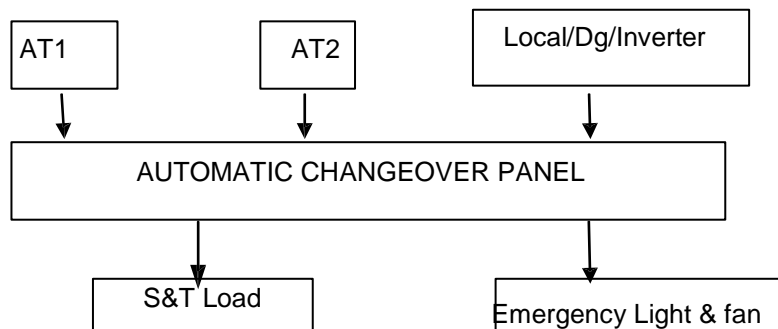 AT1
AT2
Local/Dg/Inverter
AUTOMATIC CHANGEOVER PANEL
S&T Load
Emergency Light & fan